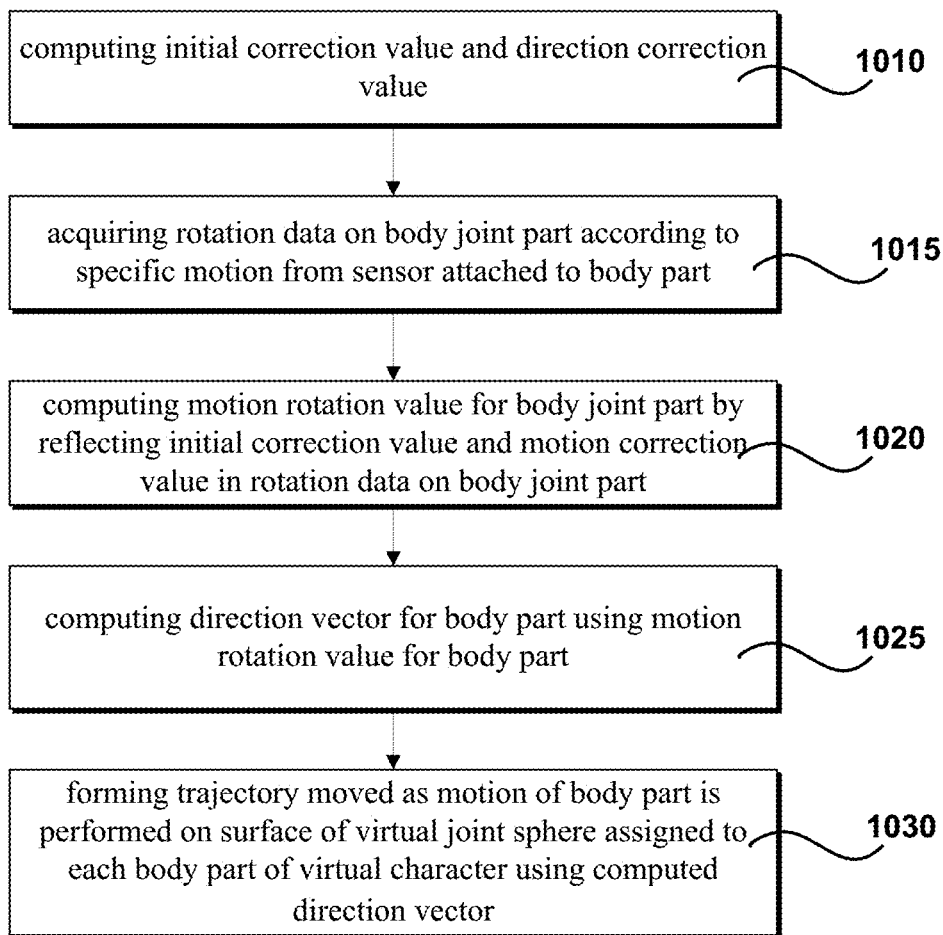 computing initial correction value and direction correction
value
1010
acquiring rotation data on body joint part according to
specific motion from sensor attached to body part
1015
computing motion rotation value for body joint part by
reflecting initial correction value and motion correction
value in rotation data on body joint part
1020
computing direction vector for body part using motion
rotation value for body part
1025
forming trajectory moved as motion of body part is
performed on surface of virtual joint sphere assigned to
each body part of virtual character using computed
direction vector
1030